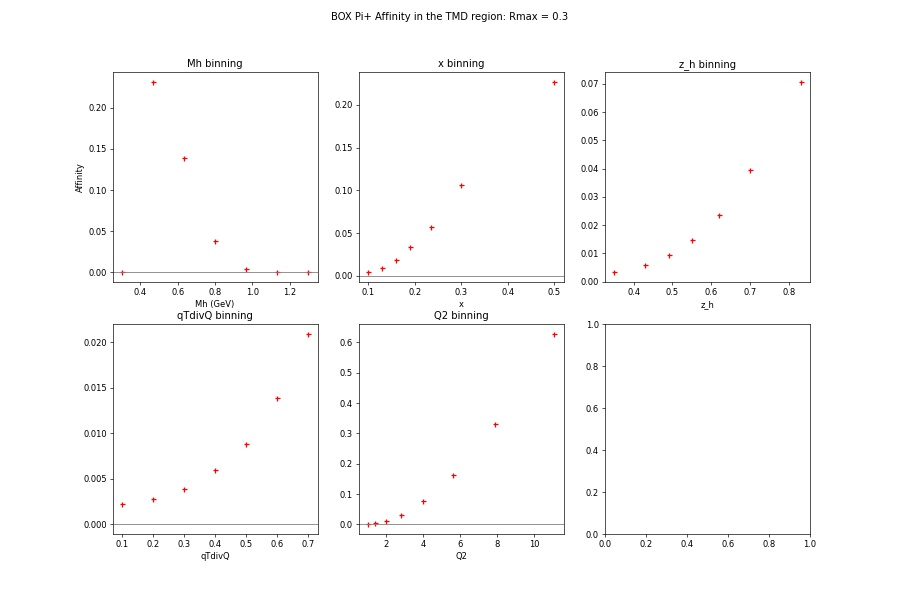 BOX Pi+ Affinity in the TMD region: Rmax = 0.3
Mh binning
x binning
z_h binning
Affinity
0.20
0.15
0.10
0.05
0.00
0.4 0.6 0.8 1.0 1.2
Mh (GeV)
0.20
0.15
0.10
0.05
0.00
0.1 0.2 0.3 0.4 0.5
x
0.07
0.06
0.05
0.04
0.03
0.02
0.01
0.00
0.4 0.5 0.6 0.7 0.8
z_h
qTdivQ binning
0.020
0.015
0.010
0.005
0.000
0.1 0.2 0.3 0.4 0.5 0.6 0.7
qTdivQ
Q2 binning
0.6
0.5
0.4
0.3
0.2
0.1
0.0
2 4 6 8 10
Q2
1.0
0.8
0.6
0.4
0.2
0.0
0.0 0.2 0.4 0.6 0.8 1.0